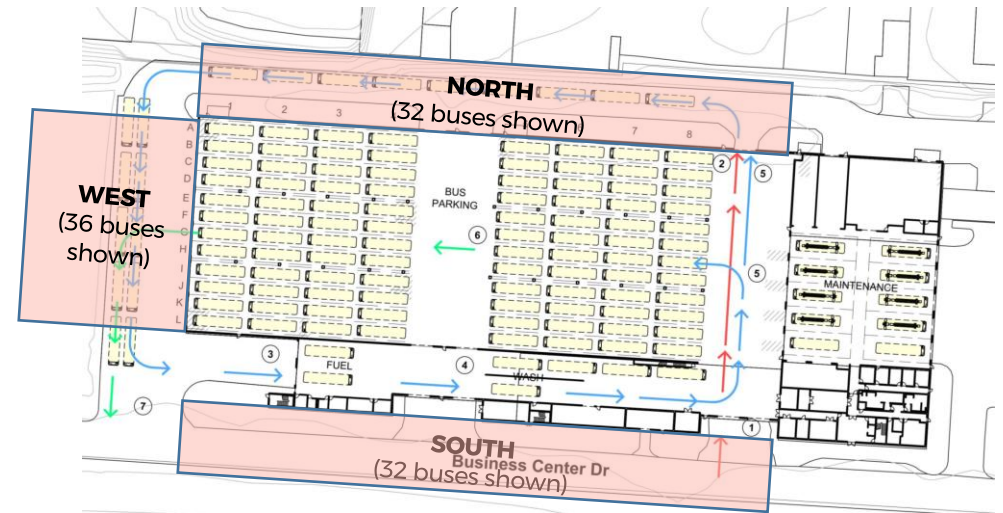 NORTH
(32 buses shown)
1
2
3
7
8
A
B
C
D
E
F
G
H
I
J
K
L
2
5
WEST
(36 buses
shown)
BUS
PARKING
6
5
MAINTENANCE
3
FUEL
4
WASH
7
1
SOUTH
Business Center Dr
(32 buses shown)